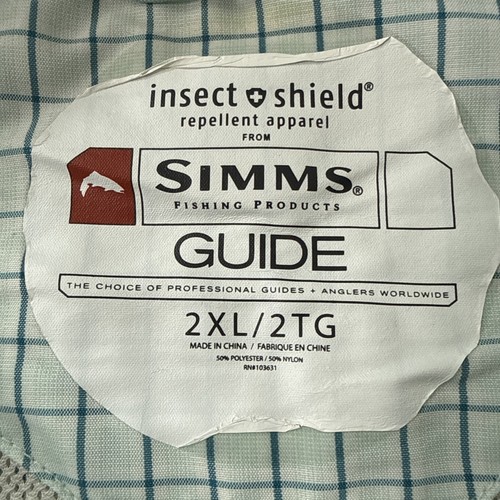 insect shield®
repellent apparel
FROM
SIMMS®
FISHING PRODUCTS
GUIDE
THE CHOICE OF PROFESSIONAL GUIDES + ANGLERS WORLDWIDE
2XL/2TG
MADE IN CHINA / FABRIQUE EN CHINE
50% POLYESTER / 50% NYLON
RN#103631